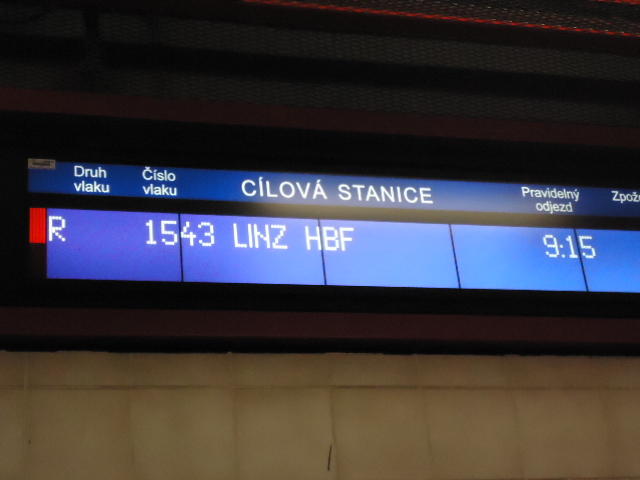 Druh vlaku
Číslo vlaku
CÍLOVÁ STANICE
Pravidelný odjezd
R 1543 LINZ HBF 9:15